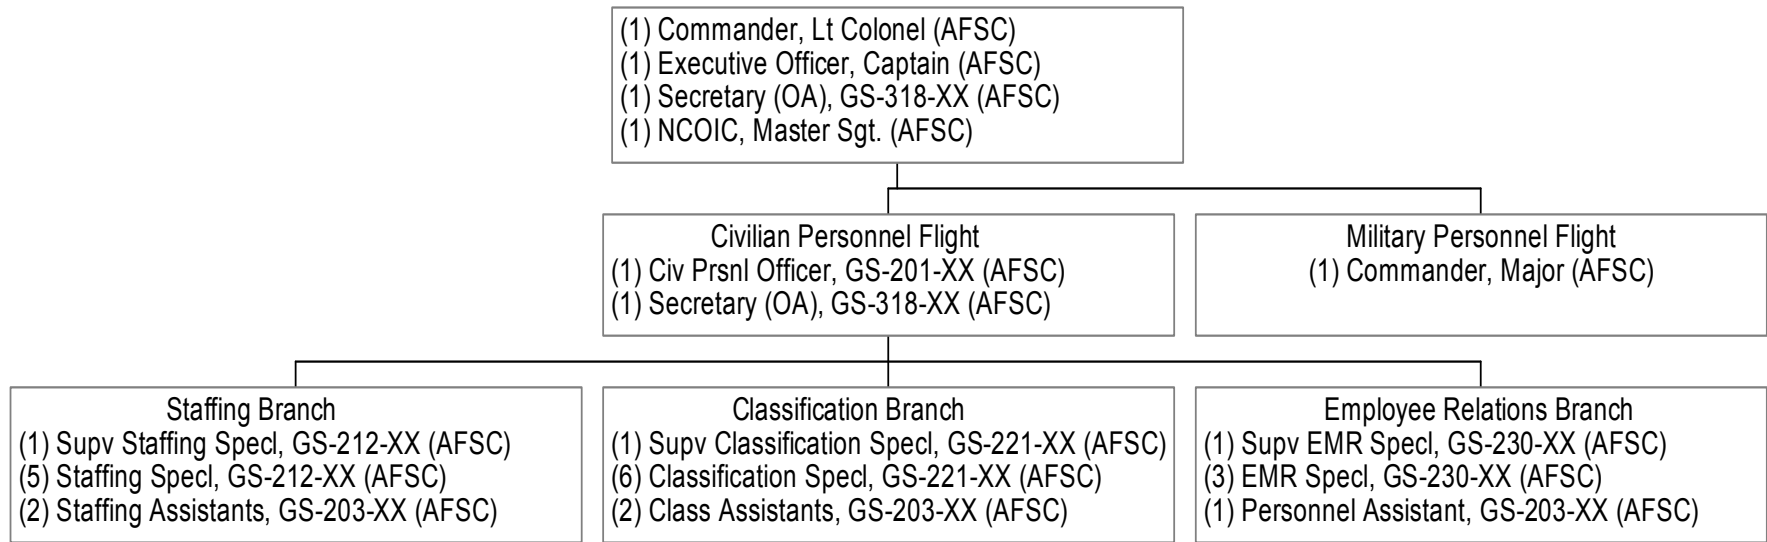 (1) Commander, Lt Colonel (AFSC)
(1) Executive Officer, Captain (AFSC)
(1) Secretary (OA), GS-318-XX (AFSC)
(1) NCOIC, Master Sgt. (AFSC)
Civilian Personnel Flight
(1) Civ Prsnl Officer, GS-201-XX (AFSC)
(1) Secretary (OA), GS-318-XX (AFSC)
Military Personnel Flight
(1) Commander, Major (AFSC)
Staffing Branch
(1) Supv Staffing Specl, GS-212-XX (AFSC)
(5) Staffing Specl, GS-212-XX (AFSC)
(2) Staffing Assistants, GS-203-XX (AFSC)
Classification Branch
(1) Supv Classification Specl, GS-221-XX (AFSC)
(6) Classification Specl, GS-221-XX (AFSC)
(2) Class Assistants, GS-203-XX (AFSC)
Employee Relations Branch
(1) Supv EMR Specl, GS-230-XX (AFSC)
(3) EMR Specl, GS-230-XX (AFSC)
(1) Personnel Assistant, GS-203-XX (AFSC)